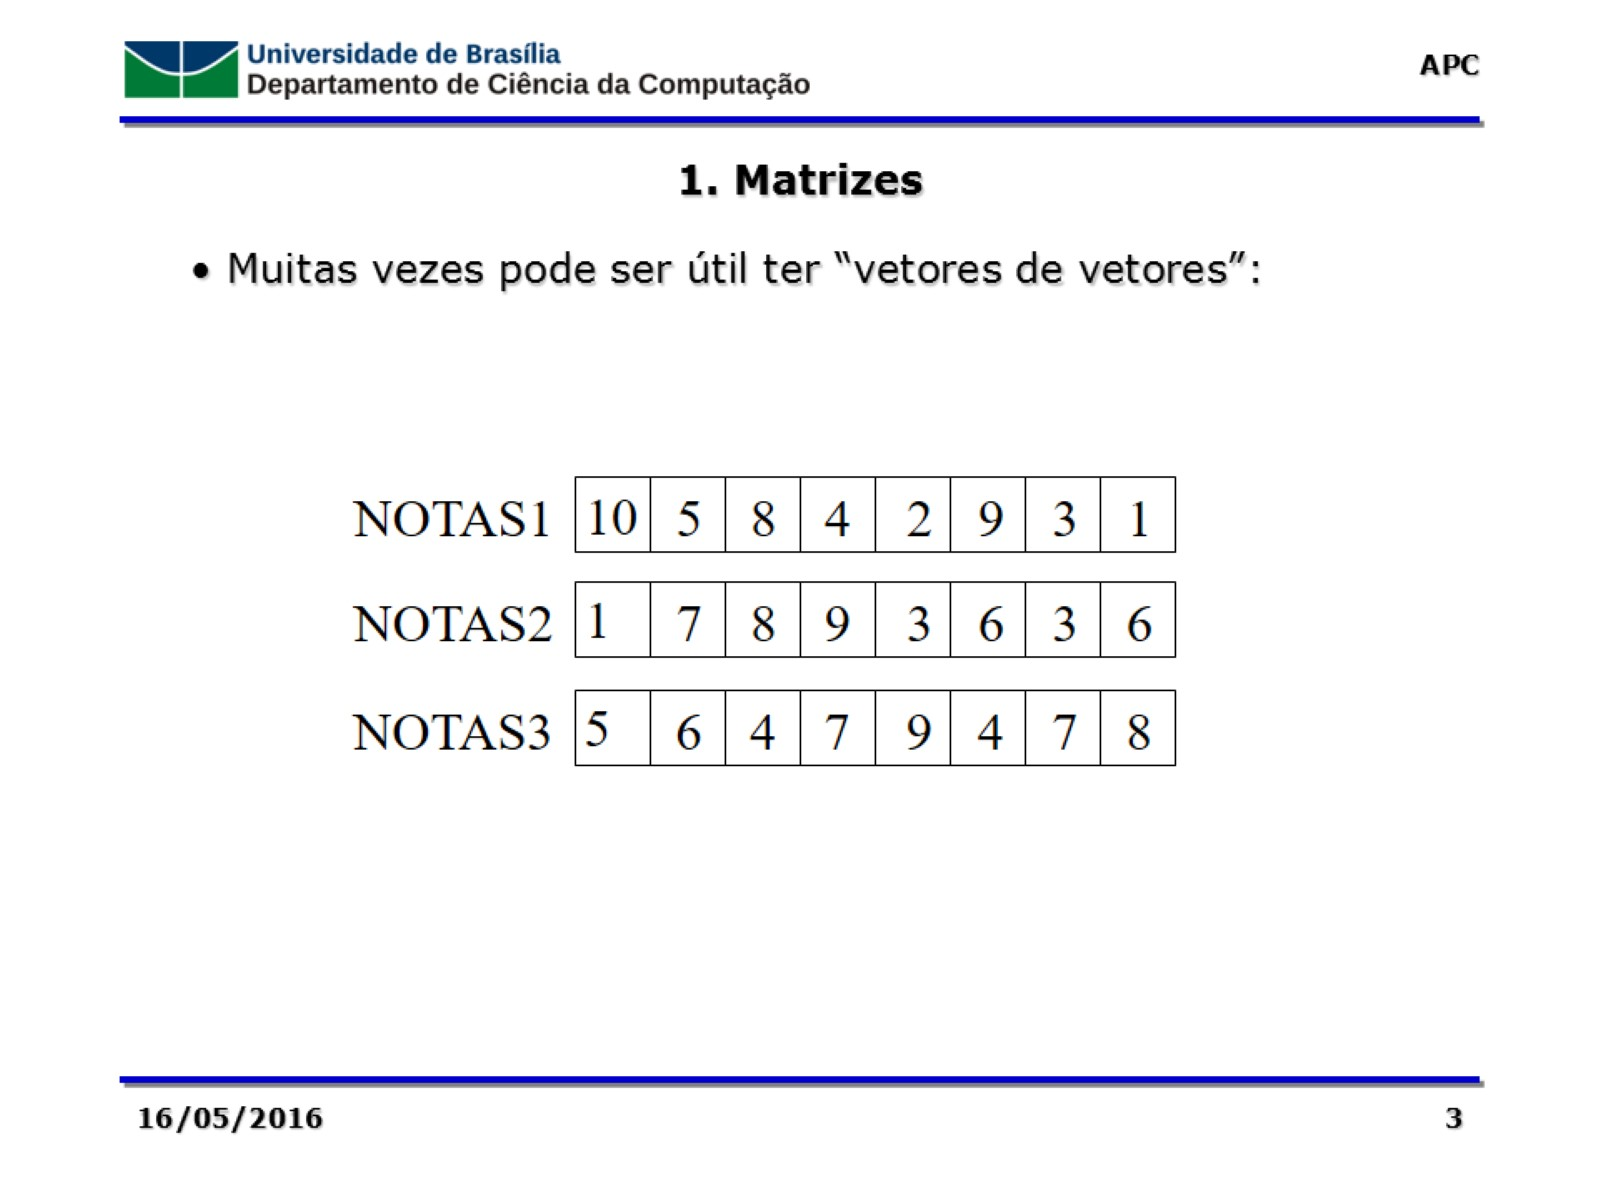 Universidade de Brasília
Departamento de Ciência da Computação
APC
1. Matrizes
• Muitas vezes pode ser útil ter “vetores de vetores”:
NOTAS1 10 5 8 4 2 9 3 1
NOTAS2 1 7 8 9 3 6 3 6
NOTAS3 5 6 4 7 9 4 7 8
16/05/2016
3